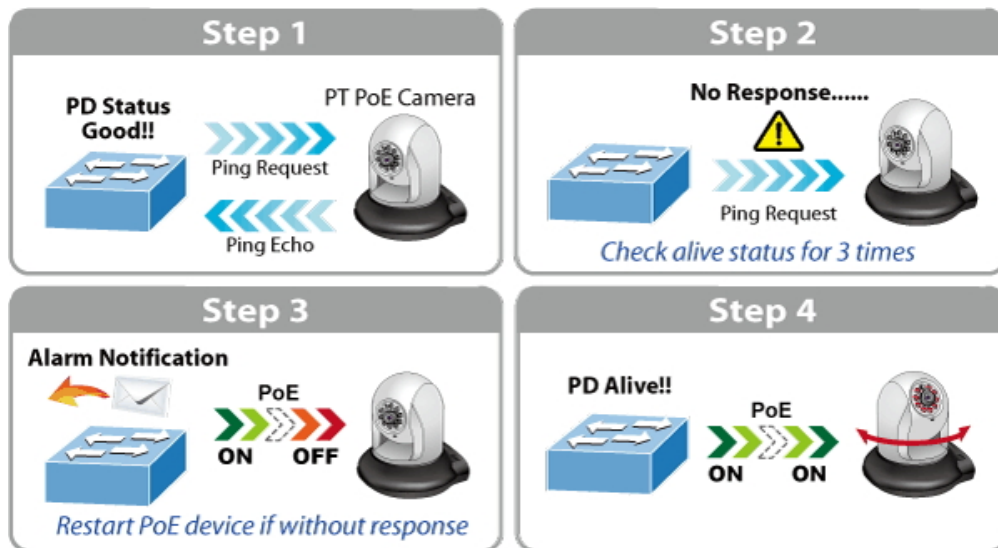 Step 1
PD Status
Good!!
PT PoE Camera
Ping Request
Ping Echo
Step 2
No Response......
Ping Request
Check alive status for 3 times
Step 3
Alarm Notification
PoE
ON OFF
Restart PoE device if without response
Step 4
PD Alive!!
PoE
ON ON